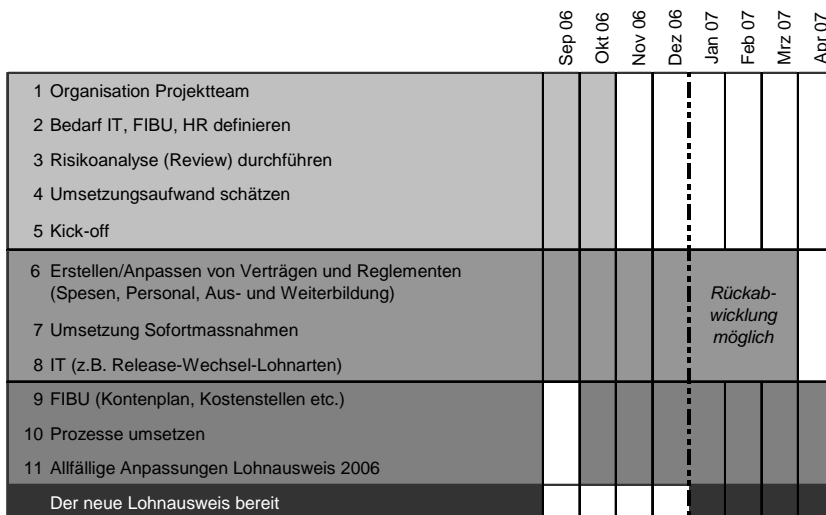 Sep 06
Okt 06
Nov 06
Dez 06
Jan 07
Feb 07
Mrz 07
Apr 07
1 Organisation Projektteam
2 Bedarf IT, FIBU, HR definieren
3 Risikoanalyse (Review) durchführen
4 Umsetzungsaufwand schätzen
5 Kick-off
6 Erstellen/Anpassen von Verträgen und Reglementen
(Spesen, Personal, Aus- und Weiterbildung)
7 Umsetzung Sofortmassnahmen
8 IT (z.B. Release-Wechsel-Lohnarten)
Rückab-
wicklung
möglich
9 FIBU (Kontenplan, Kostenstellen etc.)
10 Prozesse umsetzen
11 Allfällige Anpassungen Lohnausweis 2006
Der neue Lohnausweis bereit